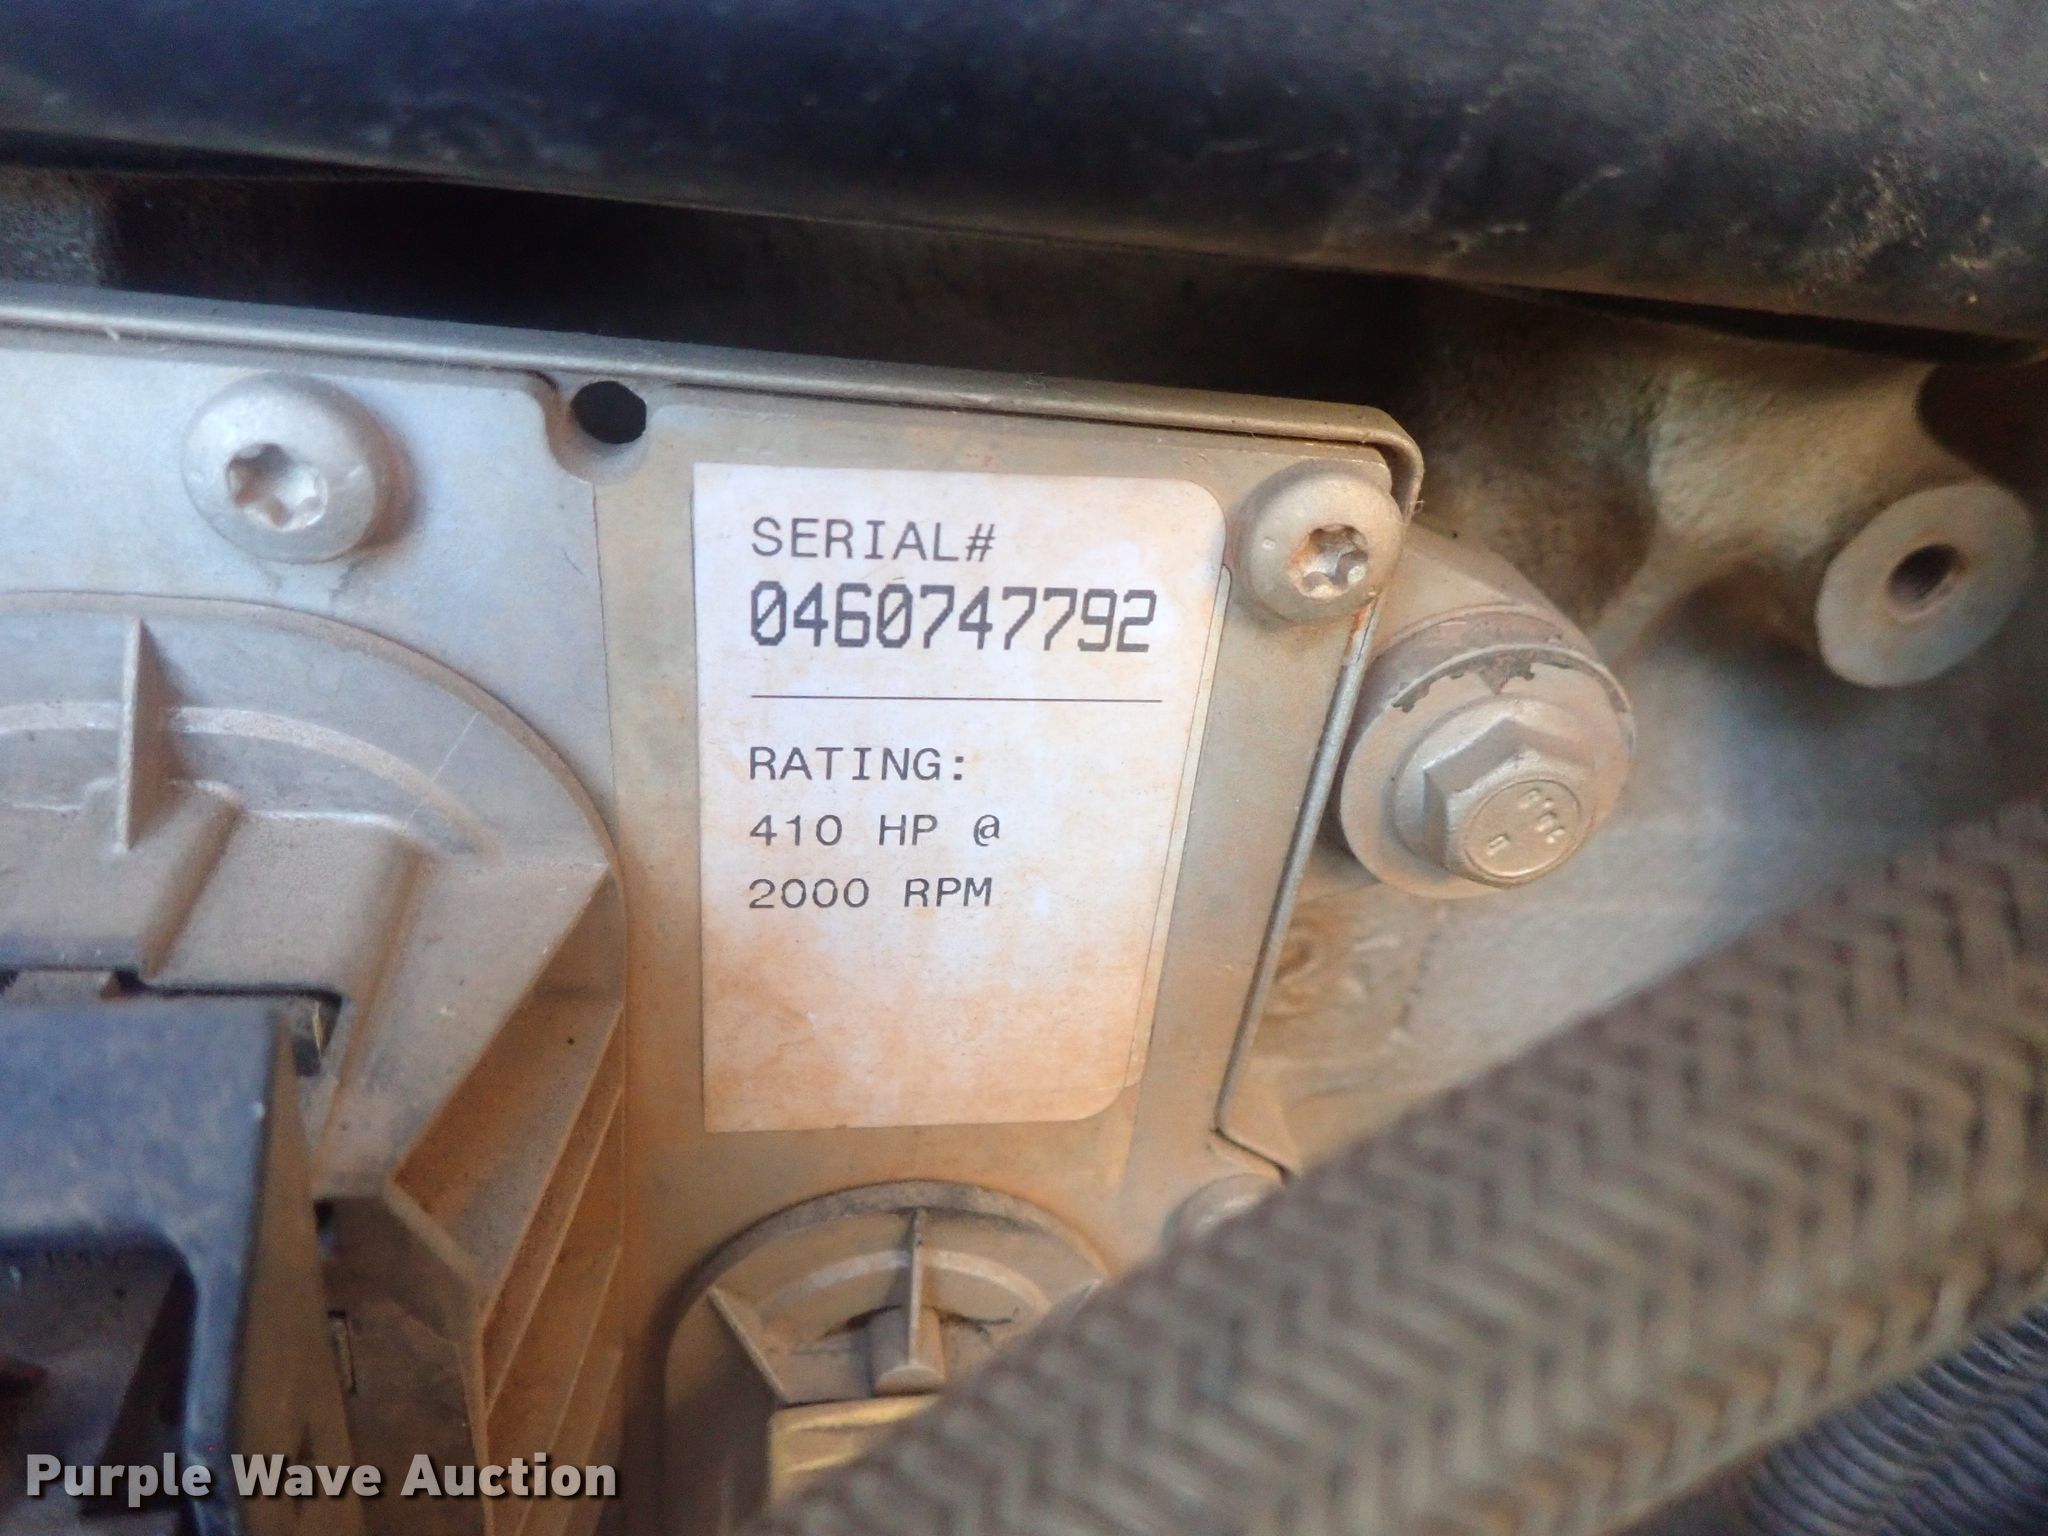 SERIAL#
0460747792
RATING:
410 HP @
2000 RPM
Purple Wave Auction